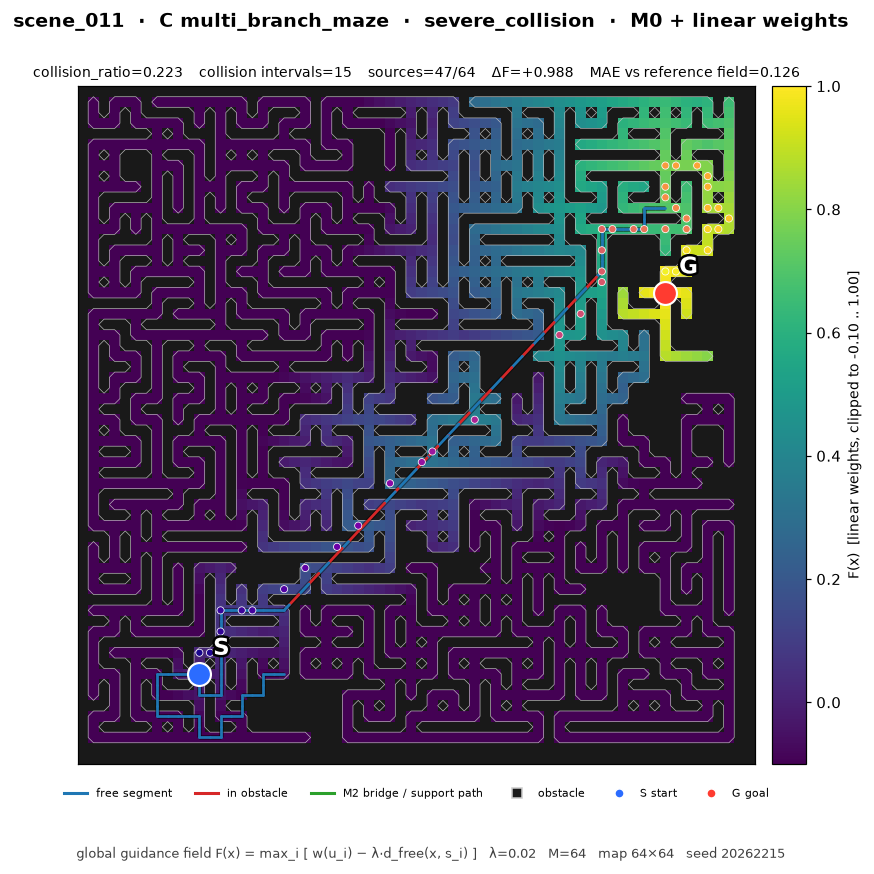 scene_011 · C multi_branch_maze · severe_collision · M0 + linear weights
collision_ratio=0.223 collision intervals=15 sources=47/64 ΔF=+0.988 MAE vs reference field=0.126
G
S
1.0
0.8
0.6
0.4
0.2
0.0
F(x) [linear weights, clipped to -0.10 .. 1.00]
free segment in obstacle M2 bridge / support path obstacle S start G goal
global guidance field F(x) = max_i [ w(u_i) − λ·d_free(x, s_i) ] λ=0.02 M=64 map 64×64 seed 20262215